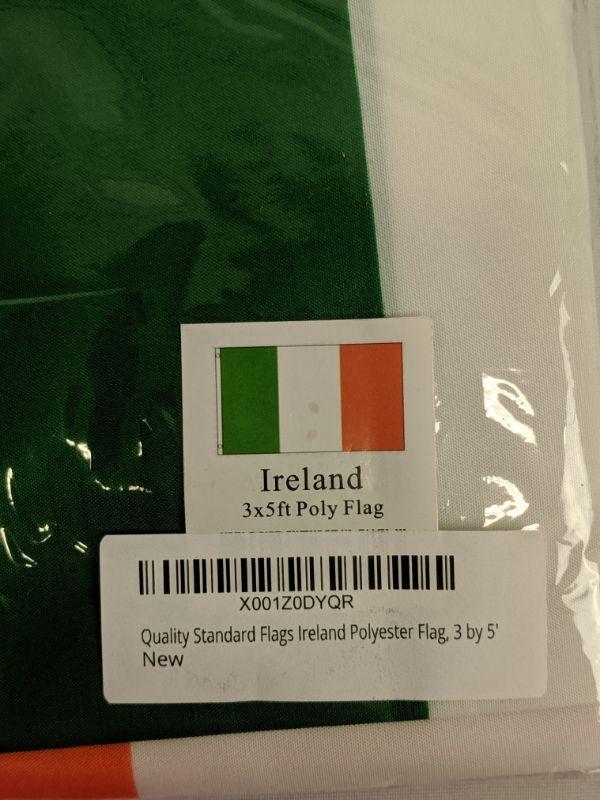 Ireland
3x5ft Poly Flag
X001Z0DYQR
Quality Standard Flags Ireland Polyester Flag, 3 by 5'
New